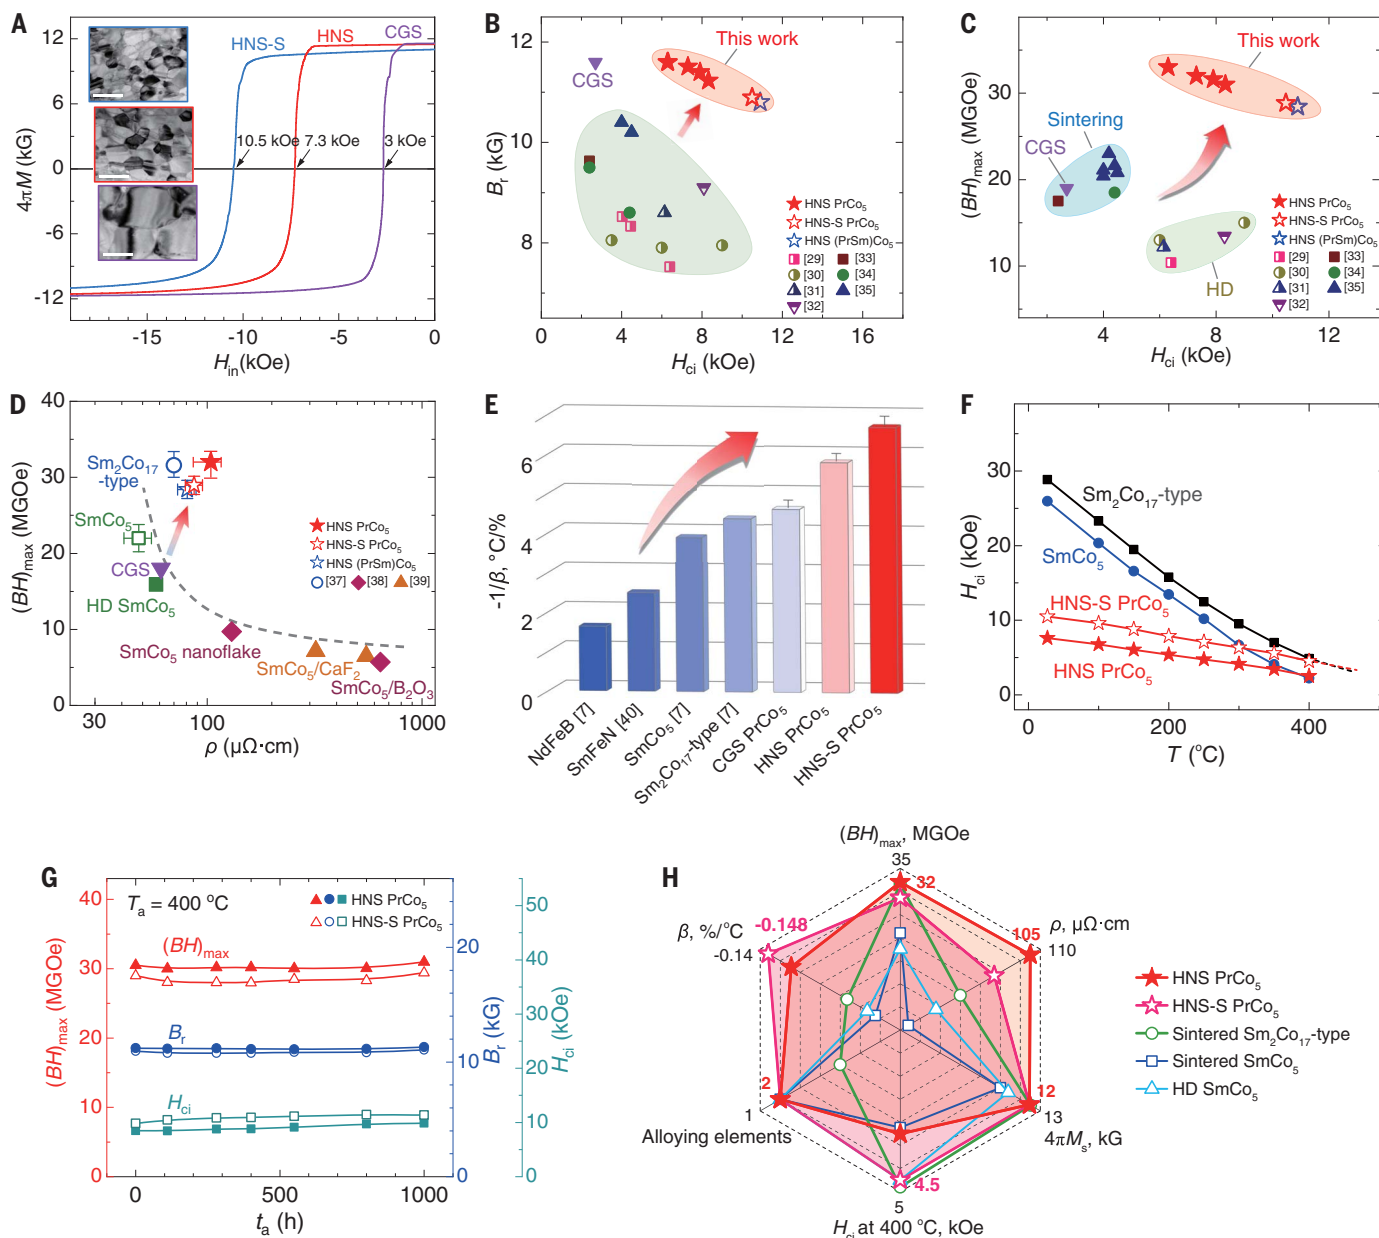 A
HNS-S
HNS
CGS
12
6
0
-6
-12
4πM (kG)
10.5 kOe
7.3 kOe
3 kOe
-15
-10
-5
0
H_in(kOe)
B
12
10
8
6
B_r (kG)
This work
CGS
HNS PrCo₅
HNS-S PrCo₅
HNS (PrSm)Co₅
[29] [33]
[30] [34]
[31] [35]
[32]
0 4 8 12 16
H_ci (kOe)
C
40
30
20
10
(BH)_max (MGOe)
This work
Sintering
CGS
HD
HNS PrCo₅
HNS-S PrCo₅
HNS (PrSm)Co₅
[29] [33]
[30] [34]
[31] [35]
[32]
4 8 12
H_ci (kOe)
D
40
30
20
10
0
(BH)_max (MGOe)
Sm₂Co₁₇
-type
SmCo₅
CGS
HD SmCo₅
SmCo₅ nanoflake
SmCo₅/CaF₂
SmCo₅/B₂O₃
HNS PrCo₅
HNS-S PrCo₅
HNS (PrSm)Co₅
[37] [38] [39]
30 100 1000
ρ (μΩ·cm)
E
6
4
2
0
-1/β, °C/%
NdFeB [7]
SmFeN [40]
SmCo₅ [7]
Sm₂Co₁₇-type [7]
CGS PrCo₅
HNS PrCo₅
HNS-S PrCo₅
F
40
30
20
10
0
H_ci (kOe)
Sm₂Co₁₇-type
SmCo₅
HNS-S PrCo₅
HNS PrCo₅
0 100 200 300 400
T (°C)
G
T_a = 400 °C
HNS PrCo₅
HNS-S PrCo₅
(BH)_max
B_r
H_ci
40
30
20
10
0
(BH)_max (MGOe)
20
10
0
B_r (kG)
50
40
30
20
10
0
H_ci (kOe)
0 500 1000
t_a (h)
H
(BH)_max, MGOe
35
32
ρ, μΩ·cm
105
110
12
13
4πM_s, kG
4.5
5
H_ci at 400 °C, kOe
2
1
Alloying elements
β, %/°C
-0.148
-0.14
HNS PrCo₅
HNS-S PrCo₅
Sintered Sm₂Co₁₇-type
Sintered SmCo₅
HD SmCo₅